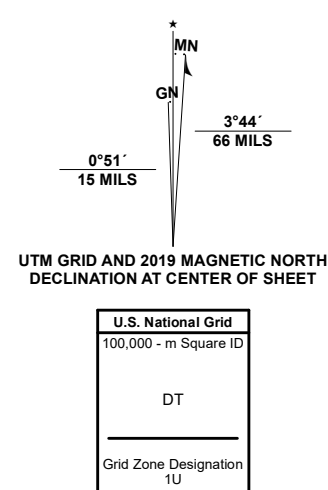 ★
MN
GN
3°44´
66 MILS
0°51´
15 MILS
UTM GRID AND 2019 MAGNETIC NORTH
DECLINATION AT CENTER OF SHEET
U.S. National Grid
100,000 - m Square ID
DT
Grid Zone Designation
1U